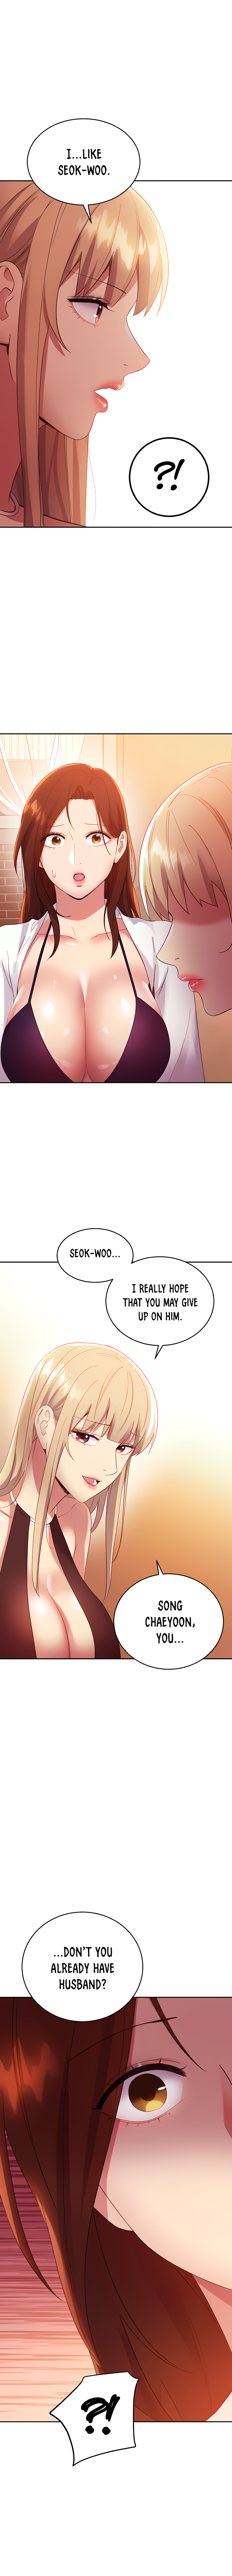 I...LIKE
SEOK-WOO.
?!
SEOK-WOO...
I REALLY HOPE
THAT YOU MAY GIVE
UP ON HIM.
SONG
CHAEYOON,
YOU...
...DON'T YOU
ALREADY HAVE
HUSBAND?
?!